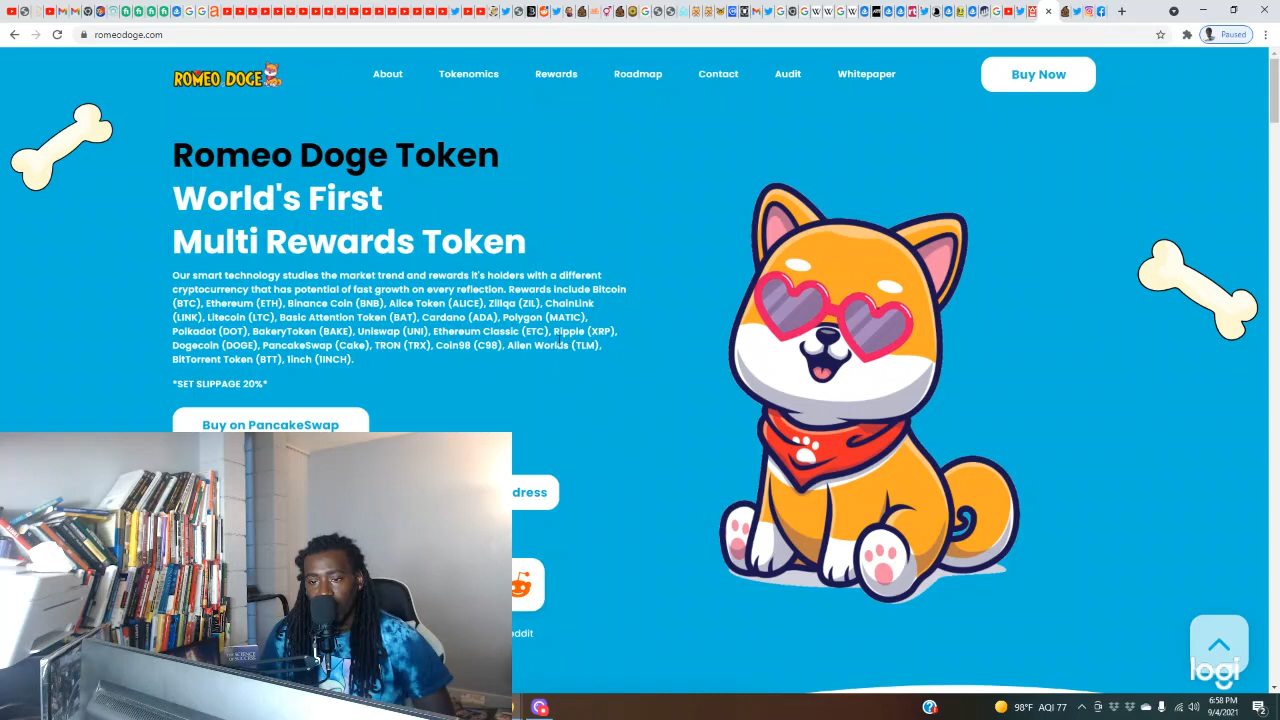 romeodoge.com
Paused
ROMEO DOGE
About
Tokenomics
Rewards
Roadmap
Contact
Audit
Whitepaper
Buy Now
Romeo Doge Token
World's First
Multi Rewards Token
Our smart technology studies the market trend and rewards it's holders with a different
cryptocurrency that has potential of fast growth on every reflection. Rewards include Bitcoin
(BTC), Ethereum (ETH), Binance Coin (BNB), Alice Token (ALICE), Zilliqa (ZIL), ChainLink
(LINK), Litecoin (LTC), Basic Attention Token (BAT), Cardano (ADA), Polygon (MATIC),
Polkadot (DOT), BakeryToken (BAKE), Uniswap (UNI), Ethereum Classic (ETC), Ripple (XRP),
Dogecoin (DOGE), PancakeSwap (Cake), TRON (TRX), Coin98 (C98), Alien Worlds (TLM),
BitTorrent Token (BTT), 1inch (1INCH).
*SET SLIPPAGE 20%*
Buy on PancakeSwap
dress
eddit
THE SCIENCE
OF SUCCESS
logi
98°F AQI 77
6:58 PM
9/4/2021